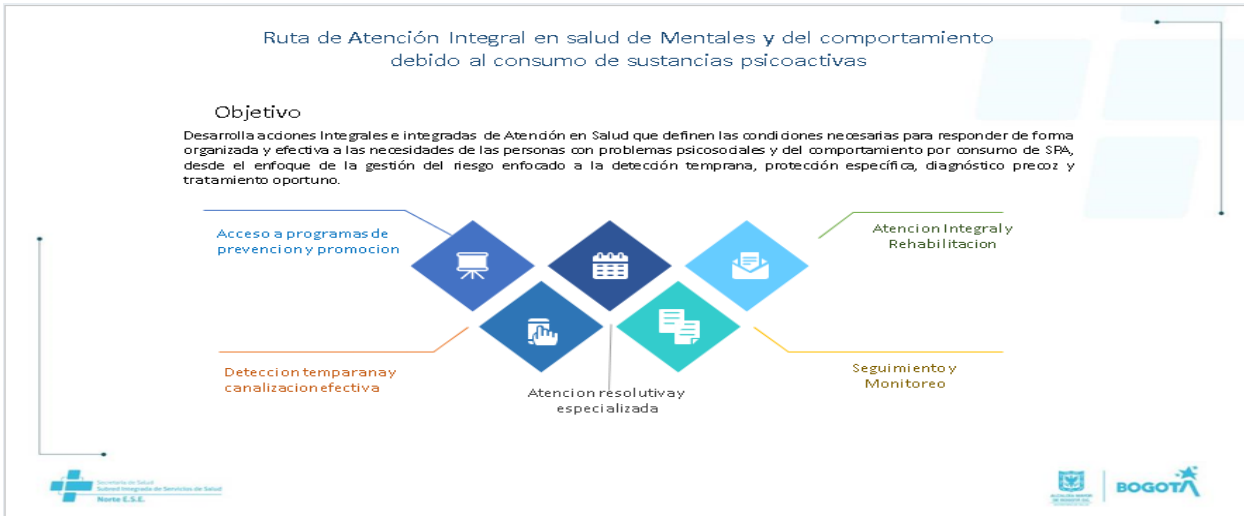 Ruta de Atención Integral en salud de Mentales y del comportamiento
debido al consumo de sustancias psicoactivas
Objetivo
Desarrolla acciones Integrales e integradas de Atención en Salud que definen las condiciones necesarias para responder de forma
organizada y efectiva a las necesidades de las personas con problemas psicosociales y del comportamiento por consumo de SPA,
desde el enfoque de la gestión del riesgo enfocado a la detección temprana, protección específica, diagnóstico precoz y
tratamiento oportuno.
Acceso a programas de
prevencion y promocion
Atencion Integral y
Rehabilitacion
Deteccion temparana y
canalizacion efectiva
Atencion resolutiva y
especializada
Seguimiento y
Monitoreo
Secretaría de Salud
Subred Integrada de Servicios de Salud
Norte E.S.E.
ALCALDÍA MAYOR
DE BOGOTÁ D.C.
BOGOTÁ